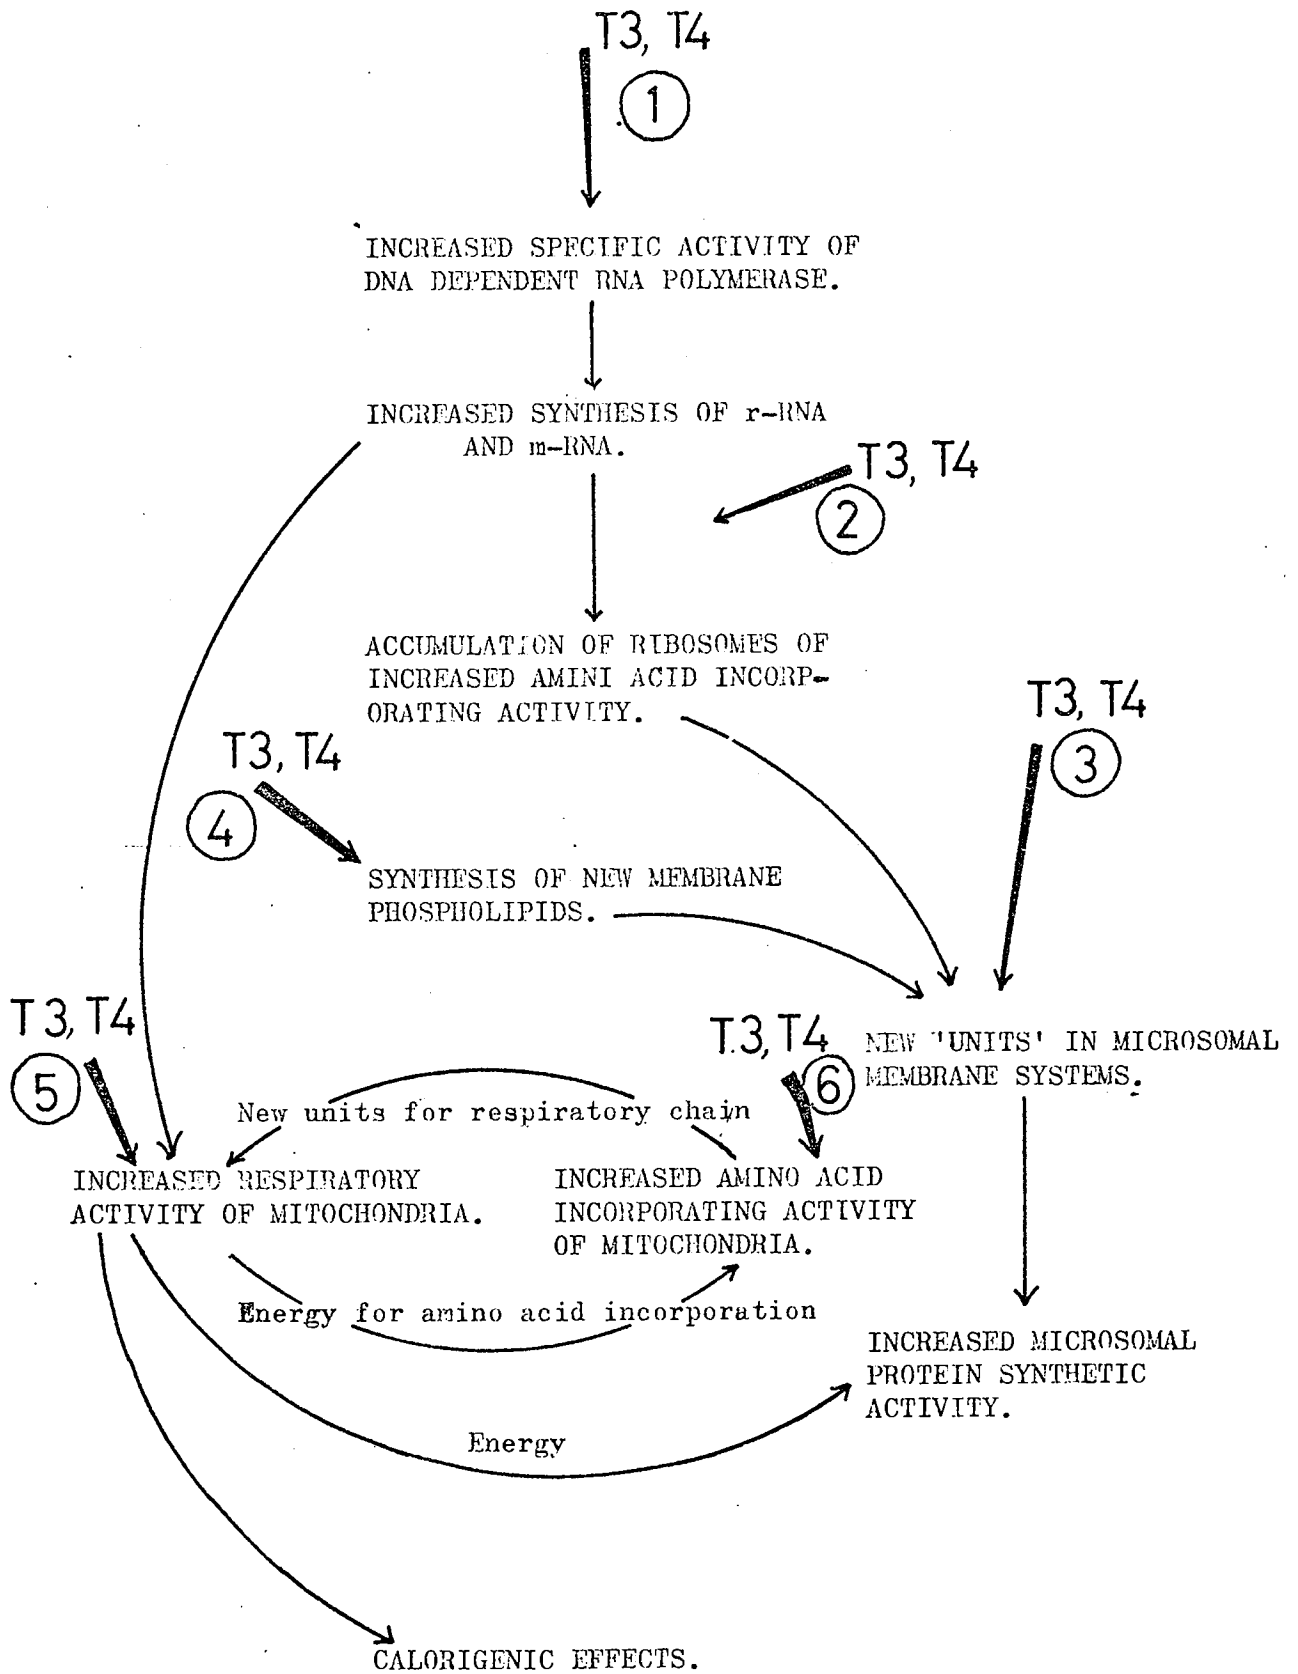 T3, T4
1
INCREASED SPECIFIC ACTIVITY OF
DNA DEPENDENT RNA POLYMERASE.
INCREASED SYNTHESIS OF r-RNA
AND m-RNA.
T3, T4
2
ACCUMULATION OF RIBOSOMES OF
INCREASED AMINI ACID INCORP-
ORATING ACTIVITY.
T3, T4
3
T3, T4
4
SYNTHESIS OF NEW MEMBRANE
PHOSPHOLIPIDS.
T3, T4
5
T3, T4
6
NEW 'UNITS' IN MICROSOMAL
MEMBRANE SYSTEMS.
New units for respiratory chain
INCREASED RESPIRATORY
ACTIVITY OF MITOCHONDRIA.
INCREASED AMINO ACID
INCORPORATING ACTIVITY
OF MITOCHONDRIA.
Energy for amino acid incorporation
INCREASED MICROSOMAL
PROTEIN SYNTHETIC
ACTIVITY.
Energy
CALORIGENIC EFFECTS.